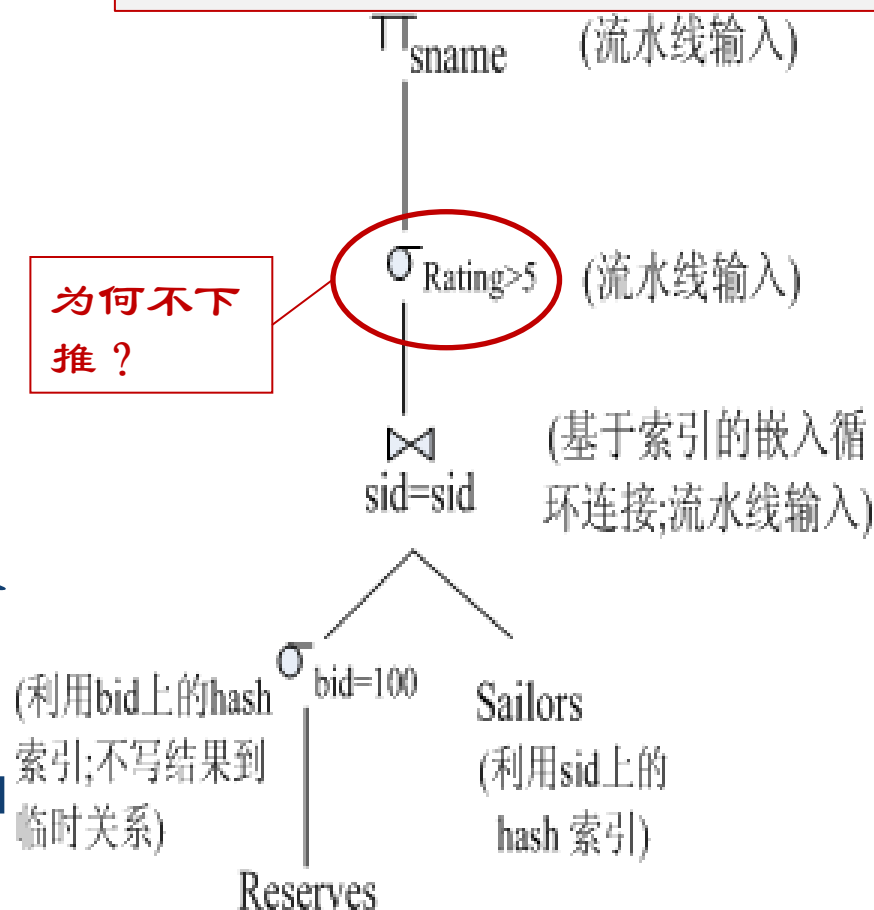 π sname (流水线输入)
σ Rating>5 (流水线输入)
为何不下
推？
⋈ (基于索引的嵌入循
sid=sid 环连接;流水线输入)
σ bid=100
(利用bid上的hash
索引;不写结果到
临时关系)
Sailors
(利用sid上的
hash 索引)
Reserves